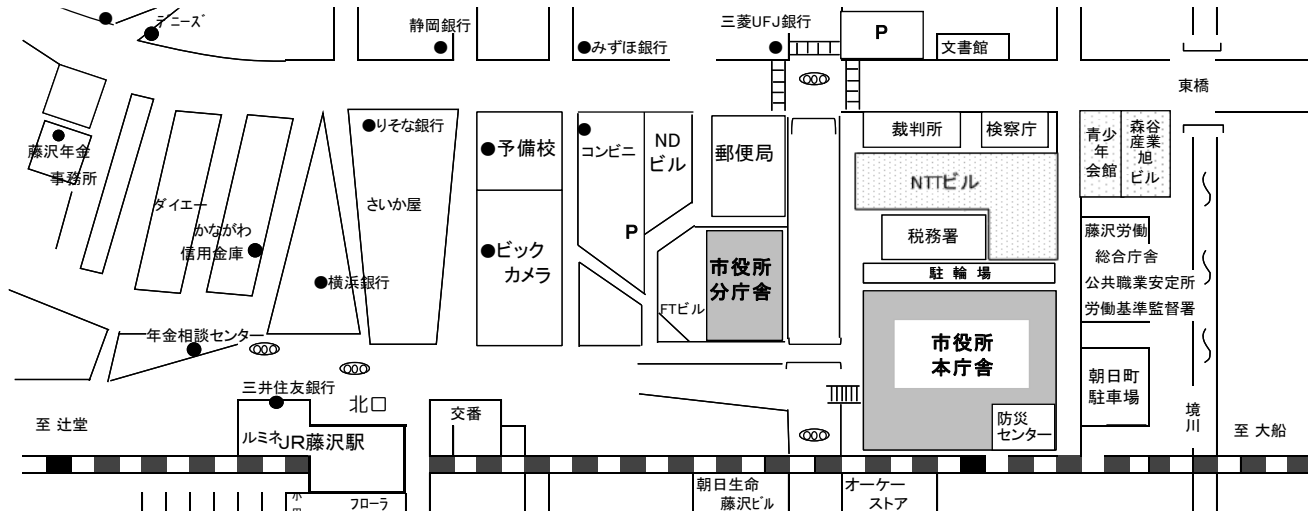 デニーズ
静岡銀行
みずほ銀行
三菱UFJ銀行
P
文書館
東橋
藤沢年金
事務所
りそな銀行
予備校
コンビニ
ND
ビル
郵便局
裁判所
検察庁
青少
年
会館
森谷
産業
旭
ビル
NTTビル
ダイエー
かながわ
信用金庫
さいか屋
横浜銀行
ビック
カメラ
P
FTビル
市役所
分庁舎
税務署
駐輪場
藤沢労働
総合庁舎
公共職業安定所
労働基準監督署
市役所
本庁舎
年金相談センター
朝日町
駐車場
三井住友銀行
北口
交番
防災
センター
境川
至 辻堂
ルミネ
JR藤沢駅
至 大船
小田
フローラ
朝日生命
藤沢ビル
オーケー
ストア